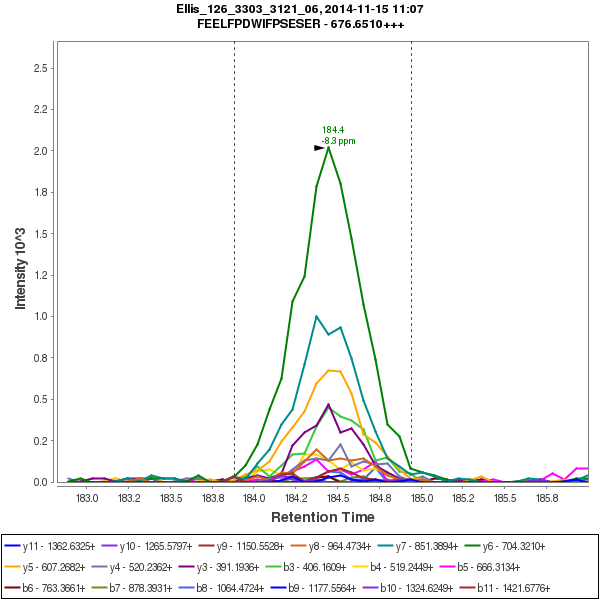 Ellis_126_3303_3121_06, 2014-11-15 11:07
FEELFPDWIFPSESER - 676.6510+++
184.4
-8.3 ppm
Intensity 10^3
2.5
2.2
2.0
1.8
1.5
1.2
1.0
0.8
0.5
0.2
0.0
183.0 183.2 183.5 183.8 184.0 184.2 184.5 184.8 185.0 185.2 185.5 185.8
Retention Time
y11 - 1362.6325+ y10 - 1265.5797+ y9 - 1150.5528+ y8 - 964.4734+ y7 - 851.3894+ y6 - 704.3210+
y5 - 607.2682+ y4 - 520.2362+ y3 - 391.1936+ b3 - 406.1609+ b4 - 519.2449+ b5 - 666.3134+
b6 - 763.3661+ b7 - 878.3931+ b8 - 1064.4724+ b9 - 1177.5564+ b10 - 1324.6249+ b11 - 1421.6776+